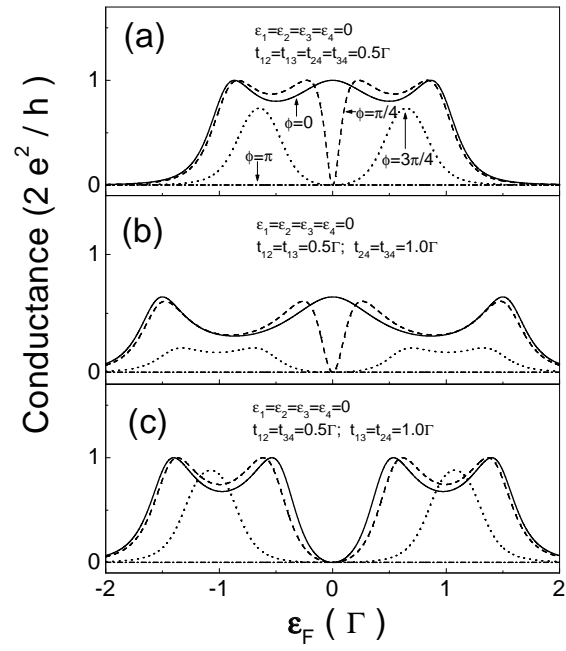 (a)
ε₁=ε₂=ε₃=ε₄=0
t₁₂=t₁₃=t₂₄=t₃₄=0.5Γ
1
0
ϕ=0
ϕ=π/4
ϕ=π
ϕ=3π/4
(b)
ε₁=ε₂=ε₃=ε₄=0
t₁₂=t₁₃=0.5Γ; t₂₄=t₃₄=1.0Γ
1
0
(c)
ε₁=ε₂=ε₃=ε₄=0
t₁₂=t₃₄=0.5Γ; t₁₃=t₂₄=1.0Γ
1
0
Conductance (2 e² / h)
-2 -1 0 1 2
ε_F ( Γ )